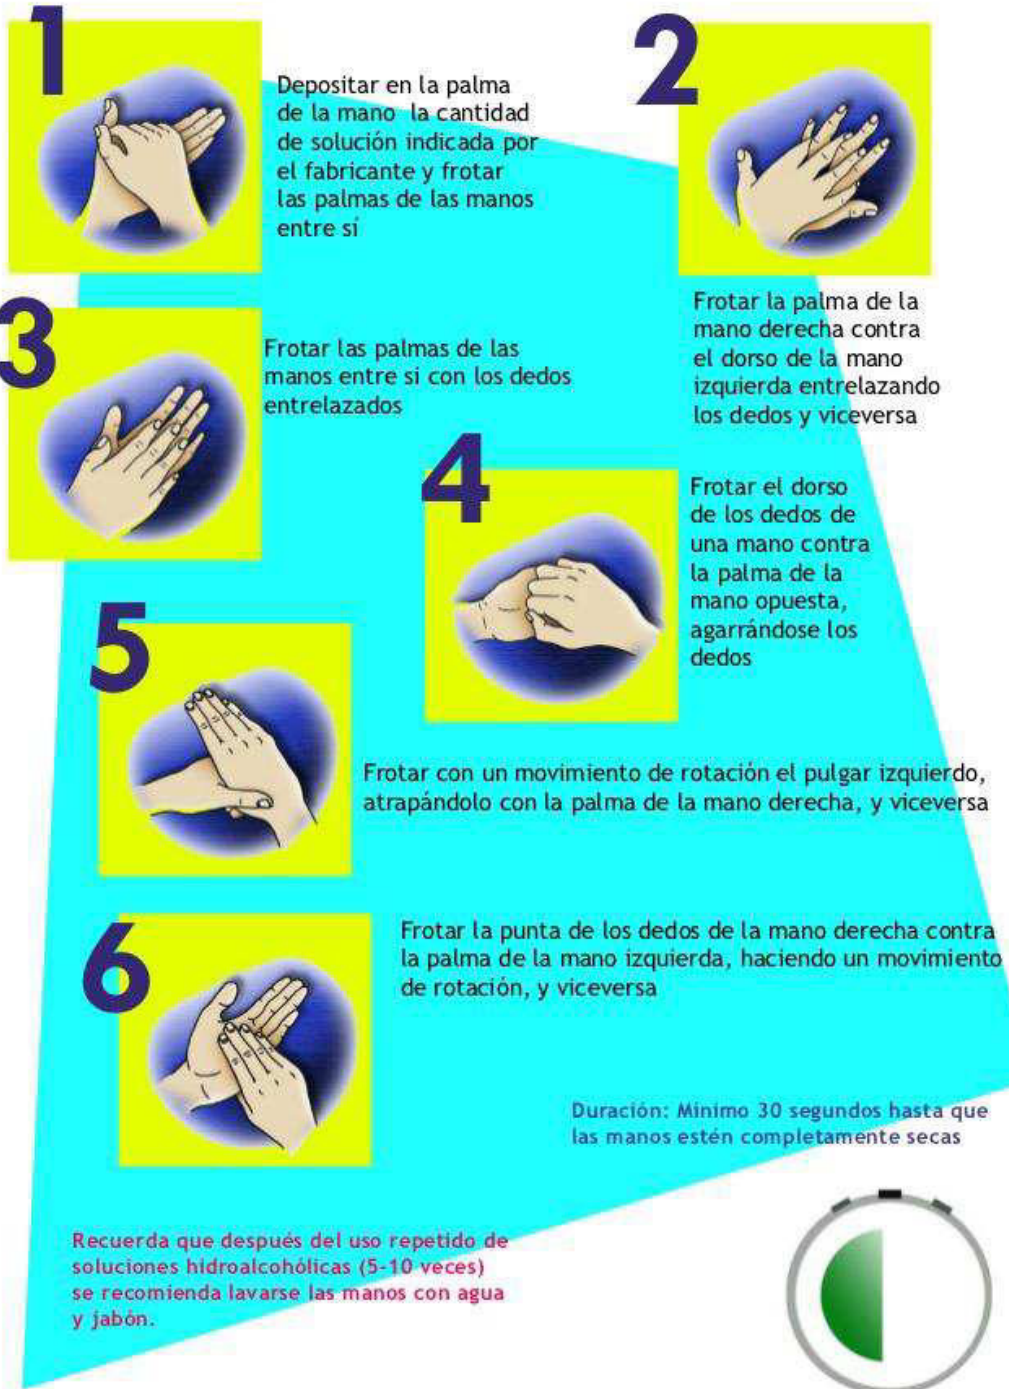 1
Depositar en la palma
de la mano la cantidad
de solución indicada por
el fabricante y frotar
las palmas de las manos
entre sí
2
Frotar la palma de la
mano derecha contra
el dorso de la mano
izquierda entrelazando
los dedos y viceversa
3
Frotar las palmas de las
manos entre si con los dedos
entrelazados
4
Frotar el dorso
de los dedos de
una mano contra
la palma de la
mano opuesta,
agarrándose los
dedos
5
Frotar con un movimiento de rotación el pulgar izquierdo,
atrapándolo con la palma de la mano derecha, y viceversa
6
Frotar la punta de los dedos de la mano derecha contra
la palma de la mano izquierda, haciendo un movimiento
de rotación, y viceversa
Duración: Minimo 30 segundos hasta que
las manos estén completamente secas
Recuerda que después del uso repetido de
soluciones hidroalcohólicas (5-10 veces)
se recomienda lavarse las manos con agua
y jabón.